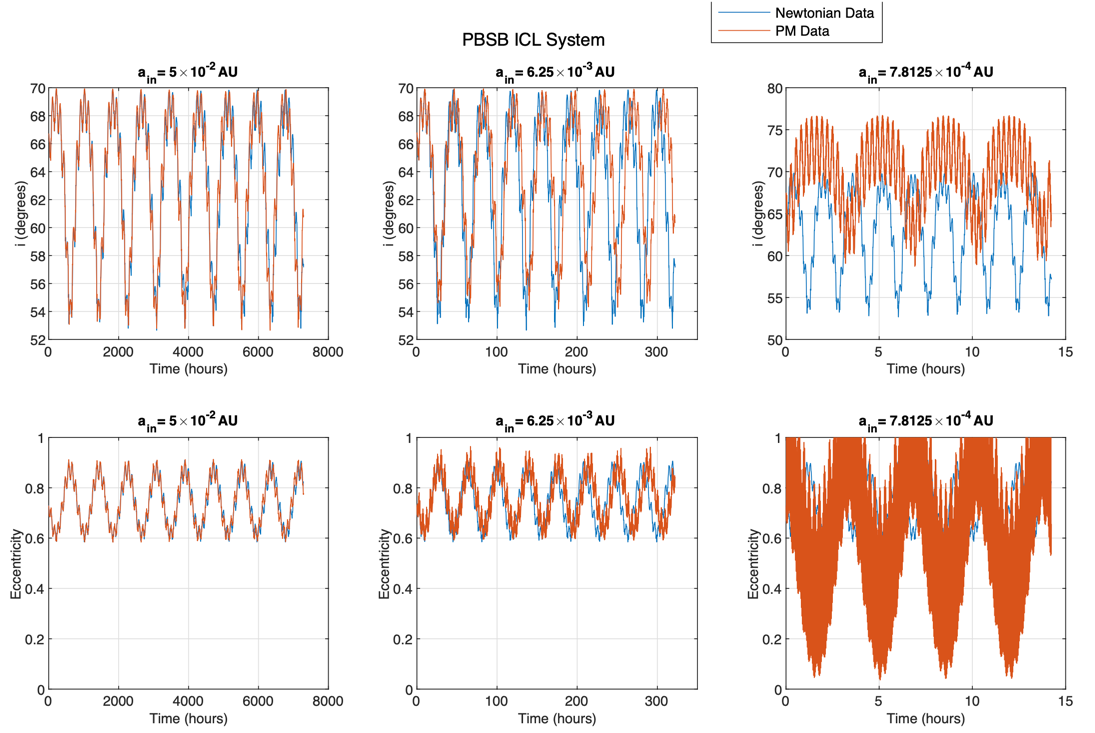 Newtonian Data
PM Data
PBSB ICL System
a_in = 5×10^-2 AU
70
68
66
64
62
60
58
56
54
52
i (degrees)
0 2000 4000 6000 8000
Time (hours)
a_in = 6.25×10^-3 AU
70
68
66
64
62
60
58
56
54
52
i (degrees)
0 100 200 300
Time (hours)
a_in = 7.8125×10^-4 AU
80
75
70
65
60
55
50
i (degrees)
0 5 10 15
Time (hours)
a_in = 5×10^-2 AU
1
0.8
0.6
0.4
0.2
0
Eccentricity
0 2000 4000 6000 8000
Time (hours)
a_in = 6.25×10^-3 AU
1
0.8
0.6
0.4
0.2
0
Eccentricity
0 100 200 300
Time (hours)
a_in = 7.8125×10^-4 AU
1
0.8
0.6
0.4
0.2
0
Eccentricity
0 5 10 15
Time (hours)